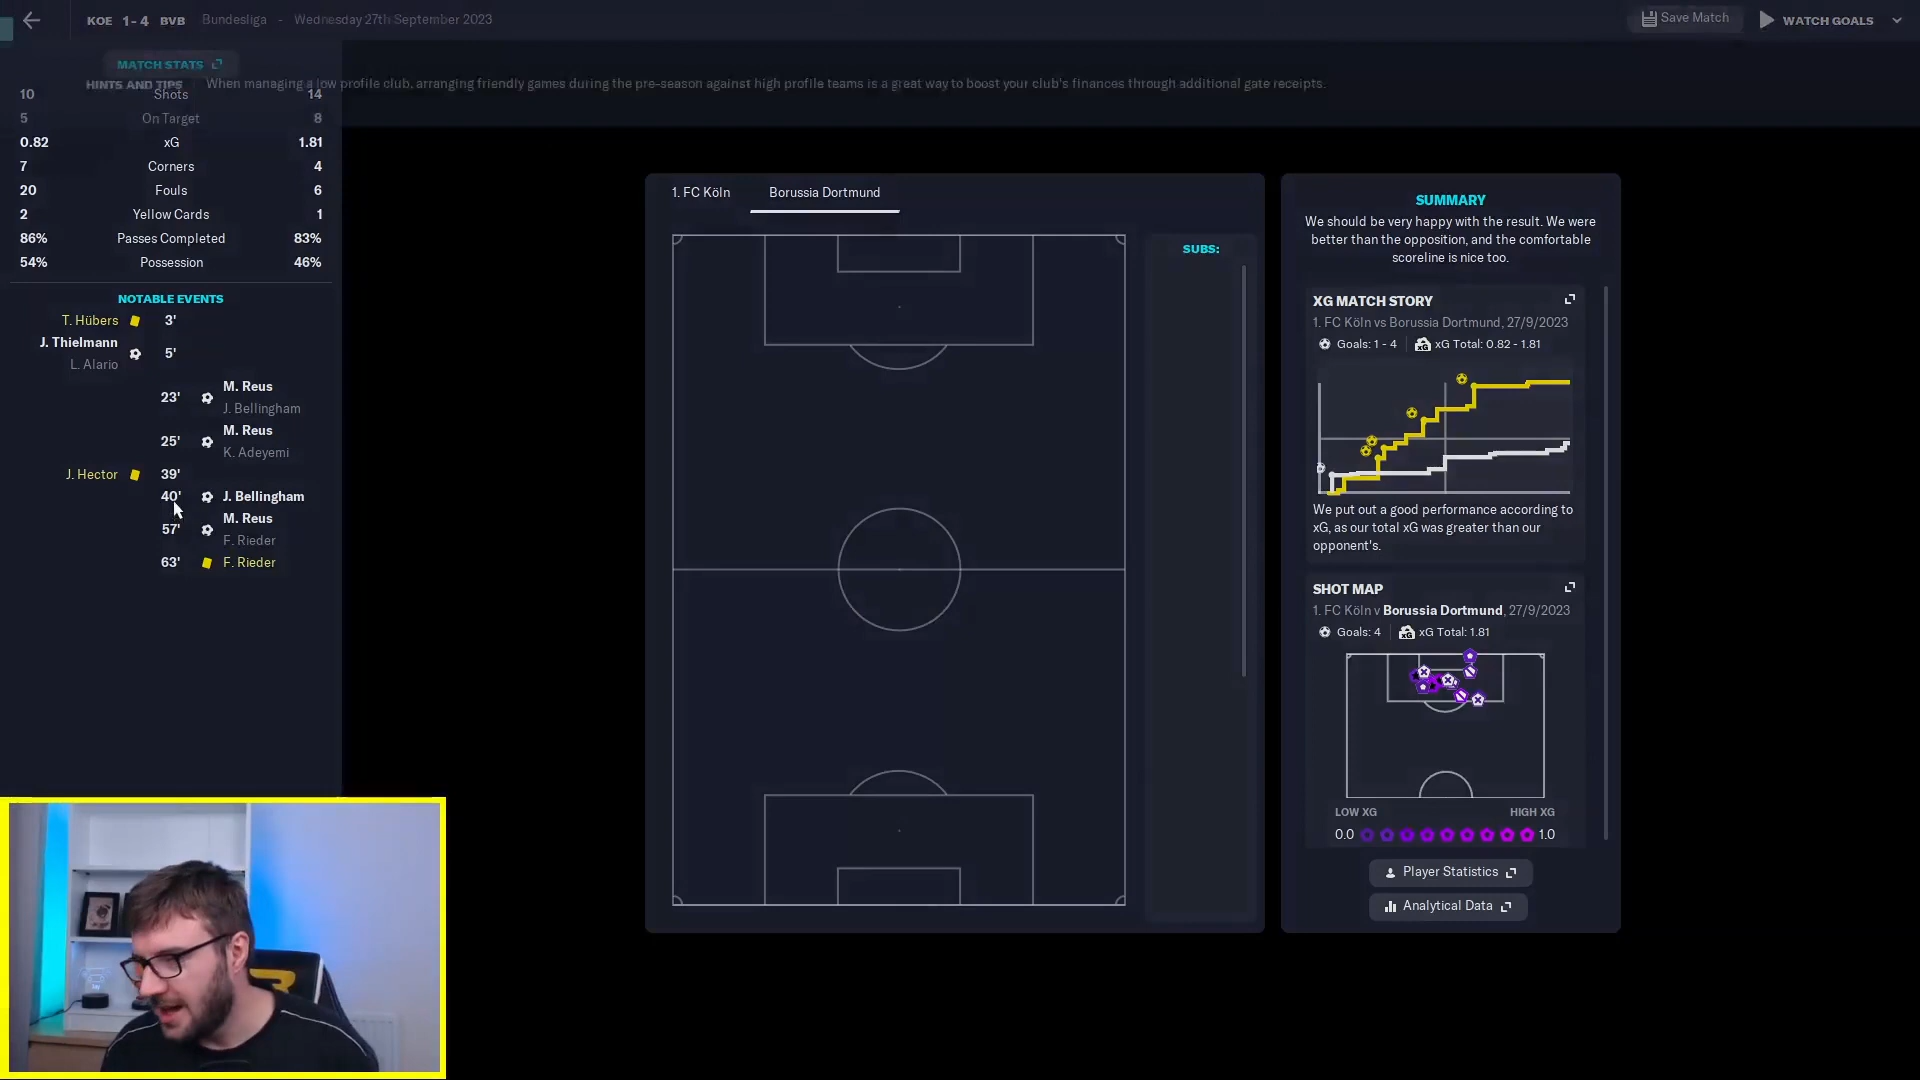 KOE 1 - 4 BVB Bundesliga - Wednesday 27th September 2023
Save Match
WATCH GOALS
MATCH STATS
HINTS AND TIPS When managing a low profile club, arranging friendly games during the pre-season against high profile teams is a great way to boost your club's finances through additional gate receipts.
10 Shots 14
5 On Target 8
0.82 xG 1.81
7 Corners 4
20 Fouls 6
2 Yellow Cards 1
86% Passes Completed 83%
54% Possession 46%
NOTABLE EVENTS
T. Hübers 3'
J. Thielmann 5'
L. Alario
23' M. Reus
J. Bellingham
25' M. Reus
K. Adeyemi
J. Hector 39'
40' J. Bellingham
57' M. Reus
F. Rieder
63' F. Rieder
1. FC Köln Borussia Dortmund
SUBS:
SUMMARY
We should be very happy with the result. We were
better than the opposition, and the comfortable
scoreline is nice too.
XG MATCH STORY
1. FC Köln vs Borussia Dortmund, 27/9/2023
Goals: 1 - 4 xG xG Total: 0.82 - 1.81
We put out a good performance according to
xG, as our total xG was greater than our
opponent's.
SHOT MAP
1. FC Köln v Borussia Dortmund, 27/9/2023
Goals: 4 xG xG Total: 1.81
LOW XG HIGH XG
0.0 1.0
Player Statistics
Analytical Data